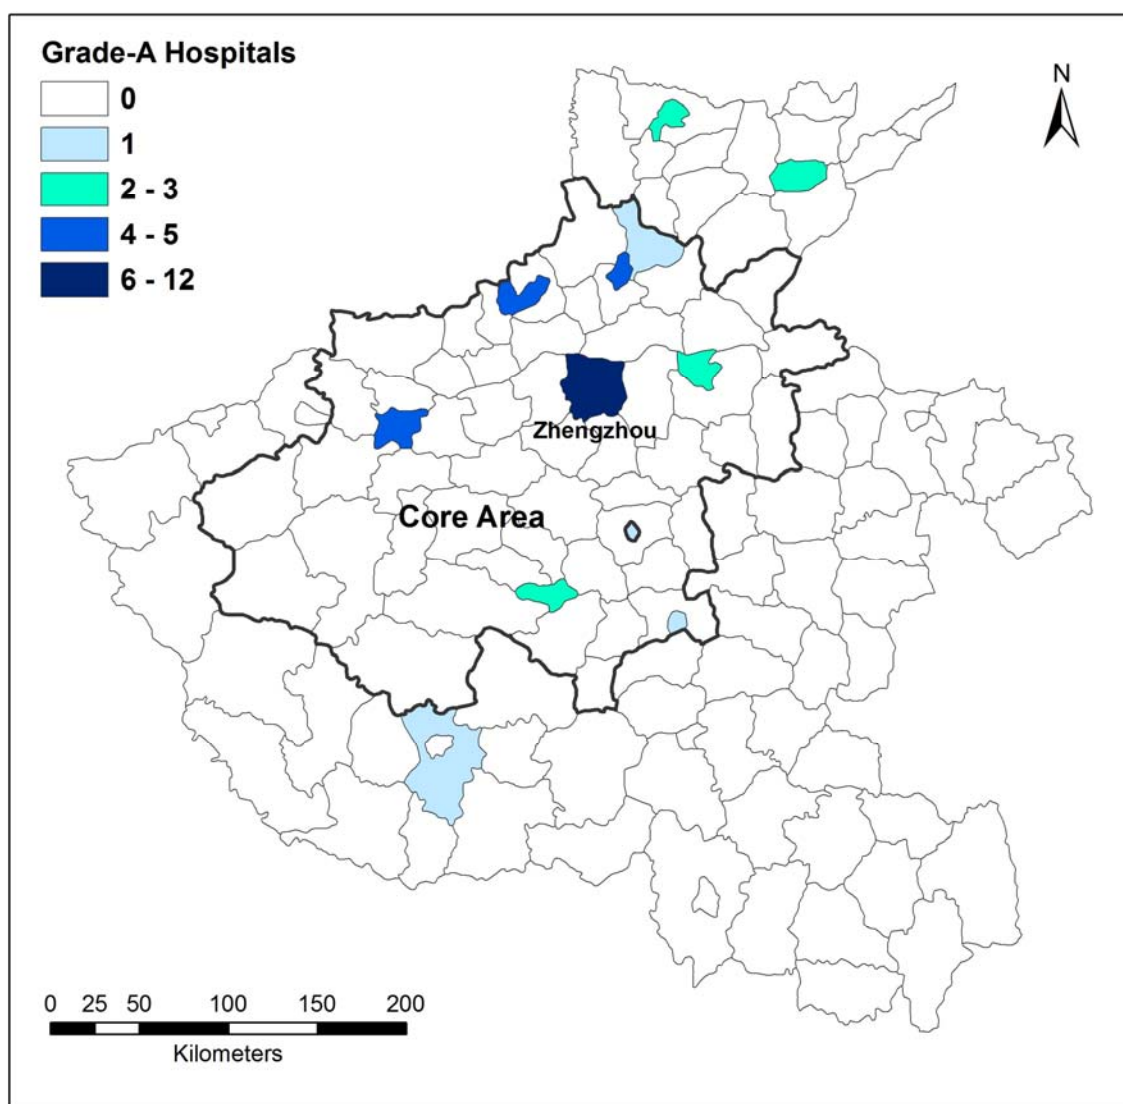 Grade-A Hospitals
0
1
2 - 3
4 - 5
6 - 12
N
Zhengzhou
Core Area
0 25 50 100 150 200
Kilometers